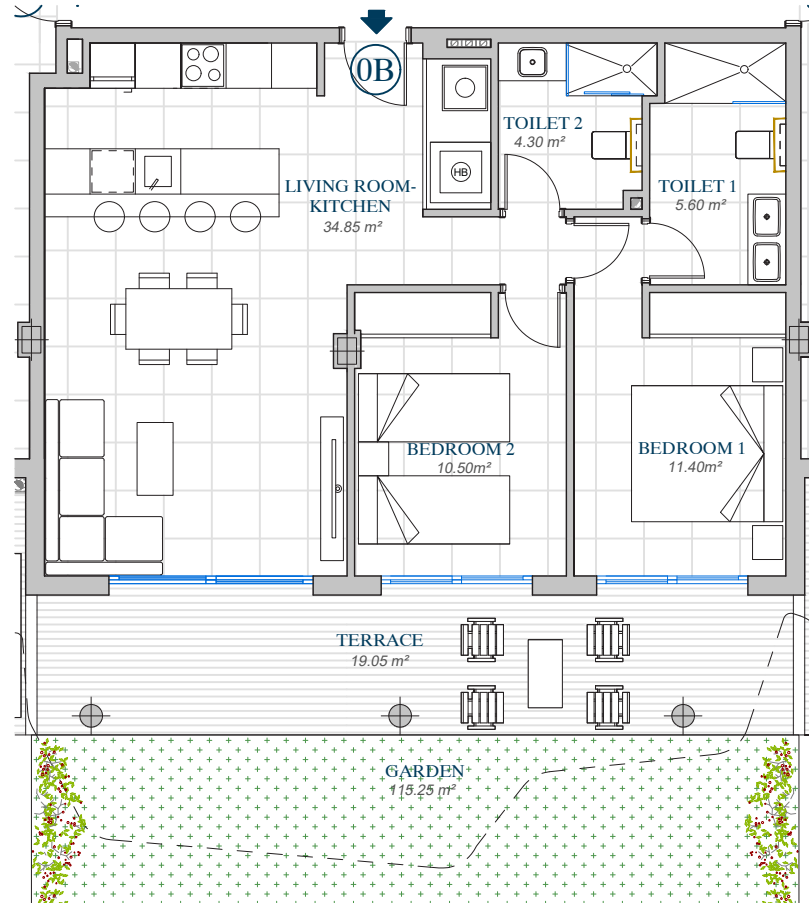 0B
TOILET 2
4.30 m²
HB
LIVING ROOM-
KITCHEN
34.85 m²
TOILET 1
5.60 m²
BEDROOM 2
10.50m²
BEDROOM 1
11.40m²
TERRACE
19.05 m²
GARDEN
115.25 m²